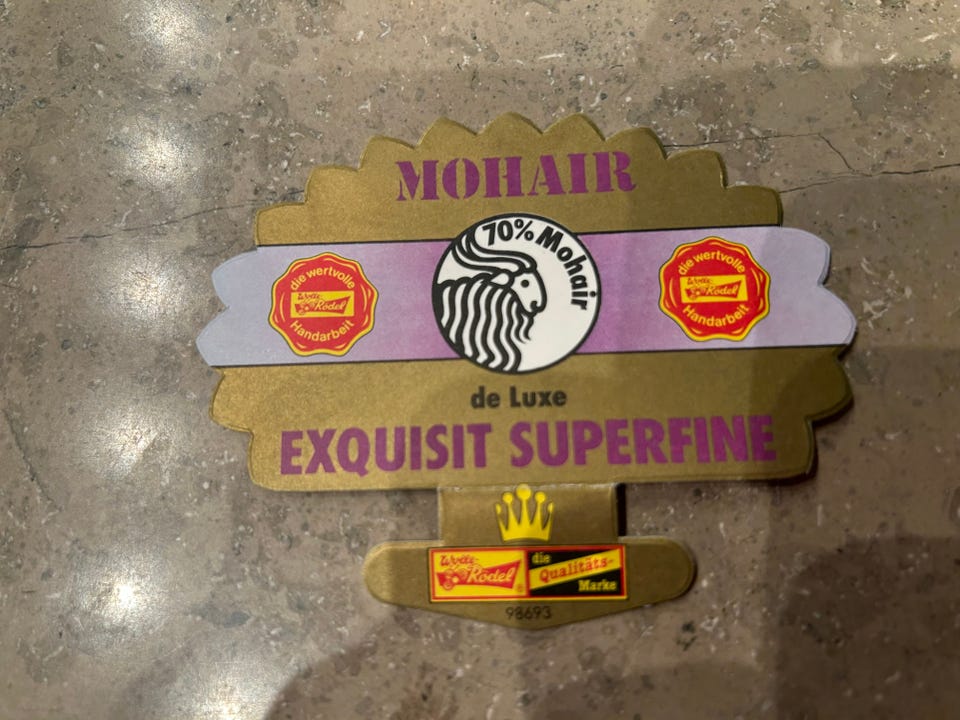 MOHAIR
70% Mohair
die wertvolle
Wolle
Rödel
Handarbeit
die wertvolle
Wolle
Rödel
Handarbeit
de Luxe
EXQUISIT SUPERFINE
Wolle
Rödel
die
Qualitäts-
Marke
98693